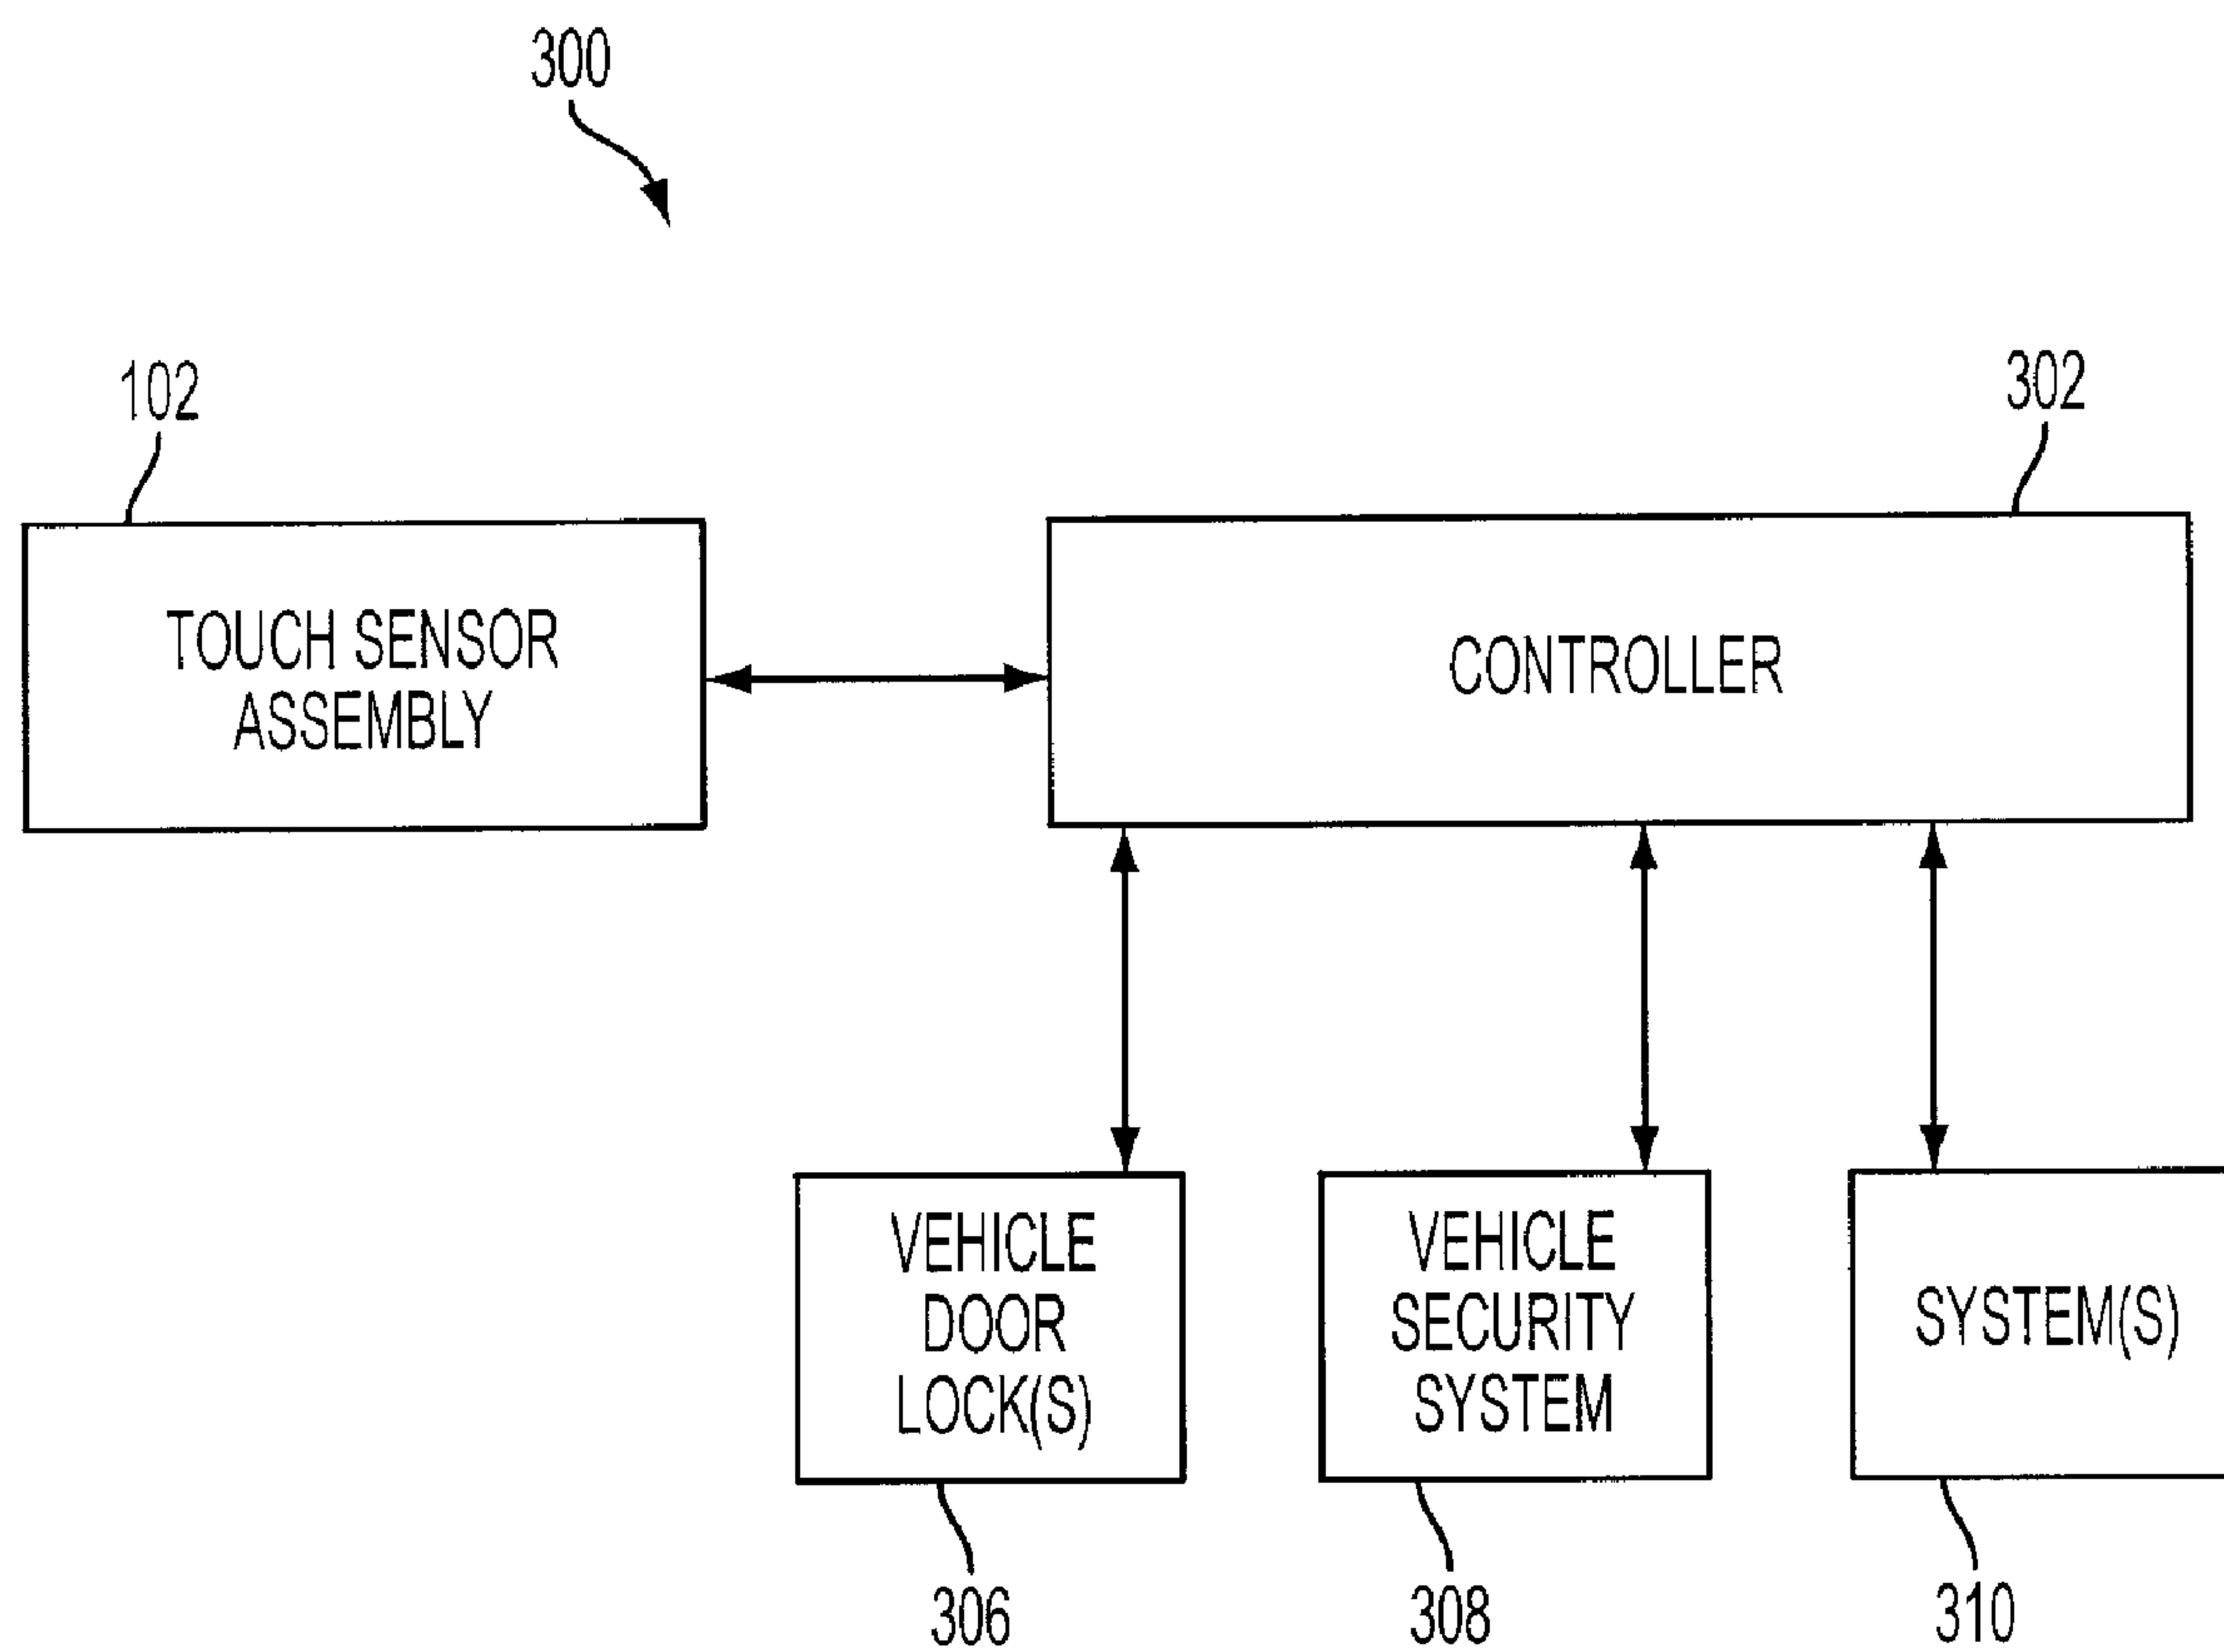 300
102
302
TOUCH SENSOR
ASSEMBLY
CONTROLLER
VEHICLE
DOOR
LOCK(S)
VEHICLE
SECURITY
SYSTEM
SYSTEM(S)
306
308
310